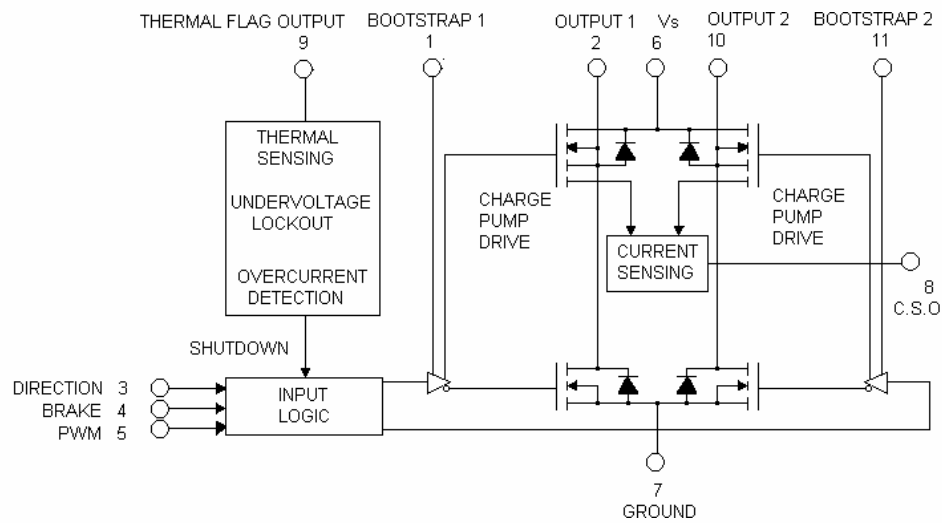 THERMAL FLAG OUTPUT
9
BOOTSTRAP 1
1
OUTPUT 1
2
Vs
6
OUTPUT 2
10
BOOTSTRAP 2
11
THERMAL
SENSING
UNDERVOLTAGE
LOCKOUT
OVERCURRENT
DETECTION
CHARGE
PUMP
DRIVE
CURRENT
SENSING
CHARGE
PUMP
DRIVE
8
C.S.O
SHUTDOWN
DIRECTION 3
BRAKE 4
PWM 5
INPUT
LOGIC
7
GROUND